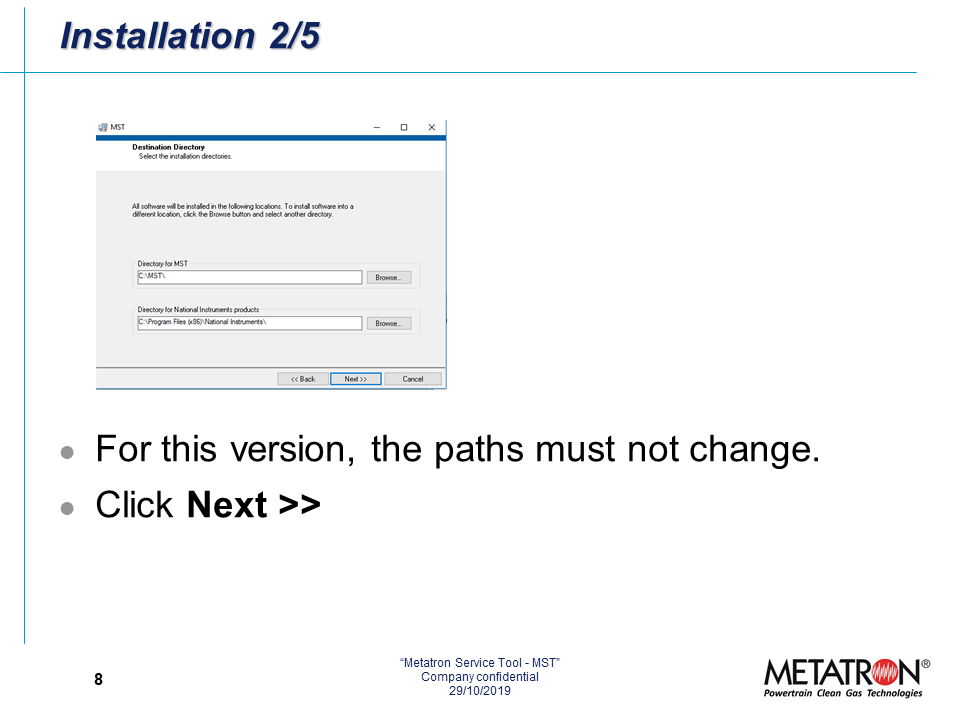 Installation 2/5
MST
Destination Directory
Select the installation directories.
All software will be installed in the following locations. To install software into a
different location, click the Browse button and select another directory.
Directory for MST
C:\MST\
Browse...
Directory for National Instruments products
C:\Program Files (x86)\National Instruments\
Browse...
<< Back
Next >>
Cancel
For this version, the paths must not change.
Click Next >>
8
“Metatron Service Tool - MST”
Company confidential
29/10/2019
METATRON®
Powertrain Clean Gas Technologies